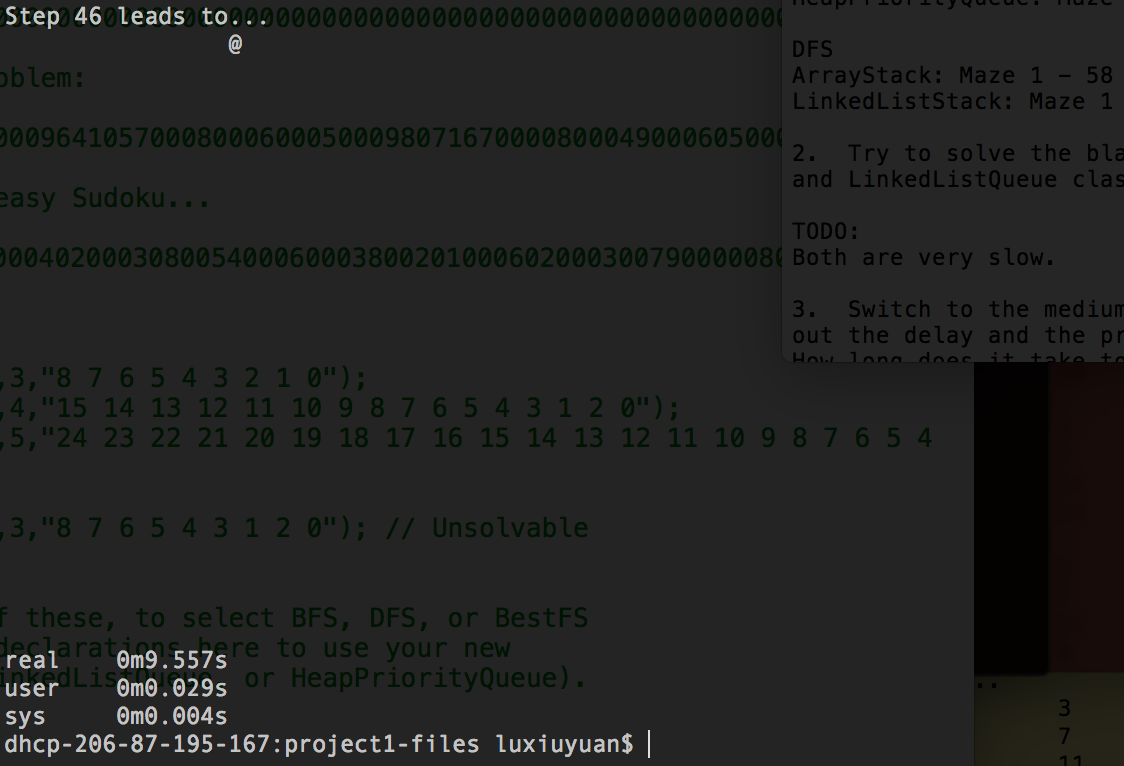 Step 46 leads to...
@
oblem:
easy Sudoku...
,3,"8 7 6 5 4 3 2 1 0");
,4,"15 14 13 12 11 10 9 8 7 6 5 4 3 1 2 0");
,5,"24 23 22 21 20 19 18 17 16 15 14 13 12 11 10 9 8 7 6 5 4
,3,"8 7 6 5 4 3 1 2 0"); // Unsolvable
f these, to select BFS, DFS, or BestFS
declarations here to use your new
inkedListQueue, or HeapPriorityQueue).
real 0m9.557s
user 0m0.029s
sys 0m0.004s
dhcp-206-87-195-167:project1-files luxiuyuan$
HeapPriorityQueue: Maze
DFS
ArrayStack: Maze 1 - 58
LinkedListStack: Maze 1
2. Try to solve the bla
and LinkedListQueue clas
TODO:
Both are very slow.
3. Switch to the medium
out the delay and the pr
How long does it take to
..
3
7
11